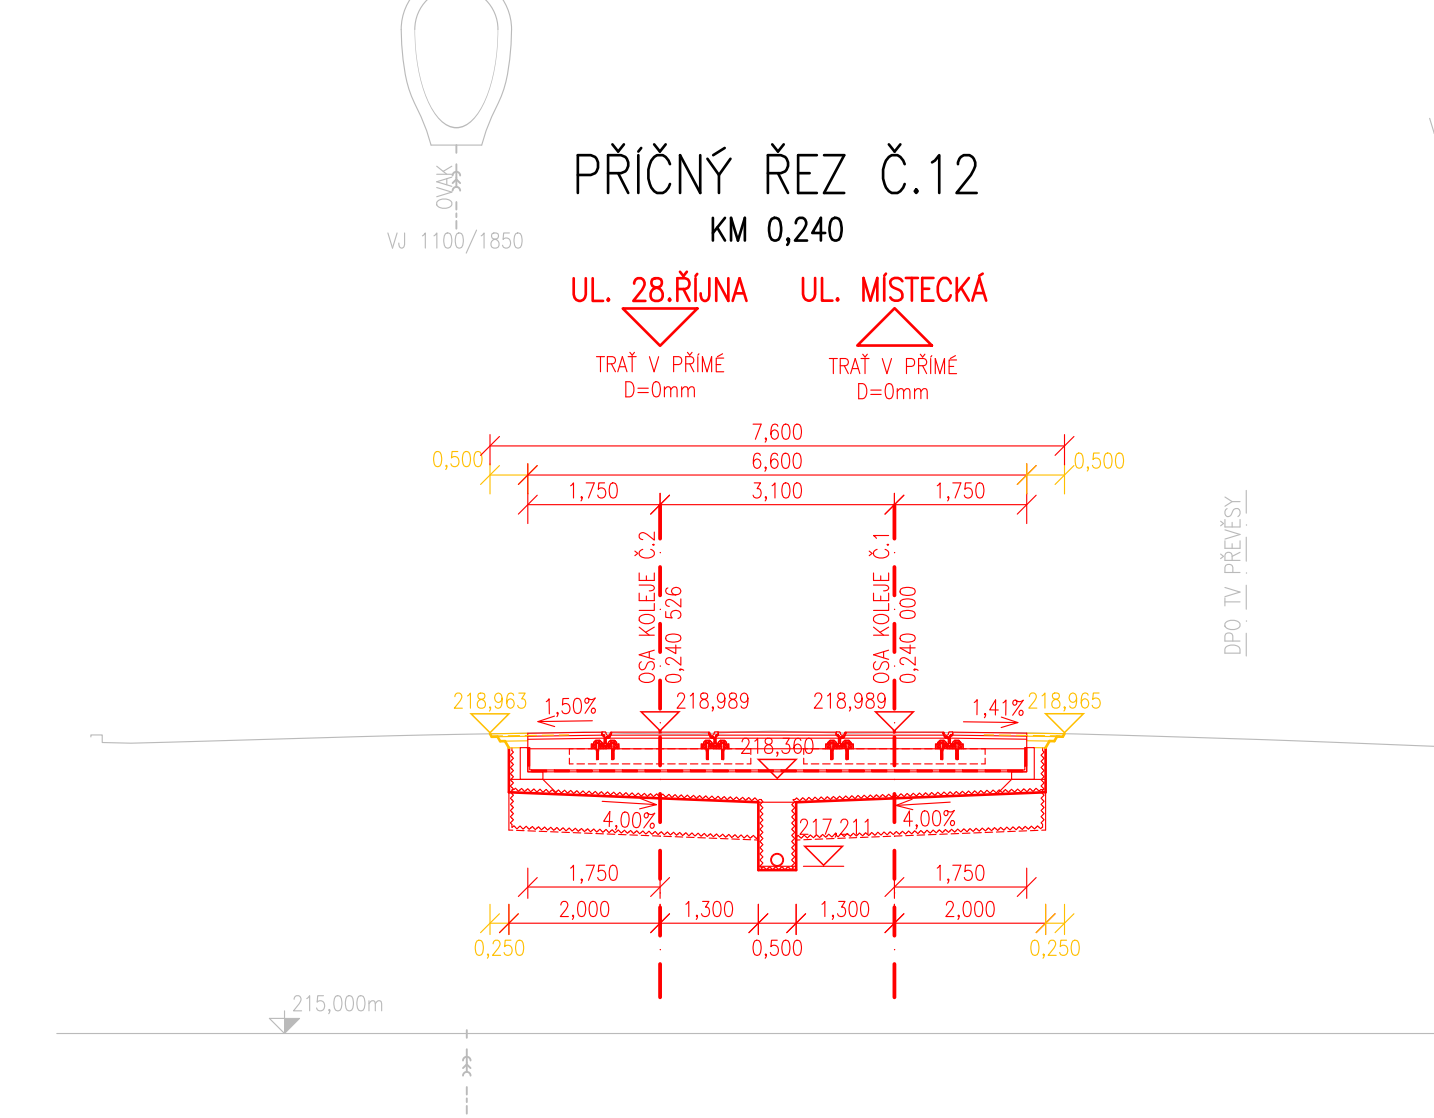 OVAK
VJ 1100/1850
PŘÍČNÝ ŘEZ Č.12
KM 0,240
UL. 28.ŘÍJNA
UL. MÍSTECKÁ
TRAŤ V PŘÍMÉ
D=0mm
TRAŤ V PŘÍMÉ
D=0mm
7,600
0,500
6,600
0,500
1,750
3,100
1,750
OSA KOLEJE Č.2
0,240 526
OSA KOLEJE Č.1
0,240 000
DPO TV PŘEVĚSY
218,963
1,50%
218,989
218,989
1,41%
218,965
218,360
4,00%
217,211
4,00%
1,750
1,750
2,000
1,300
1,300
2,000
0,250
0,500
0,250
215,000m